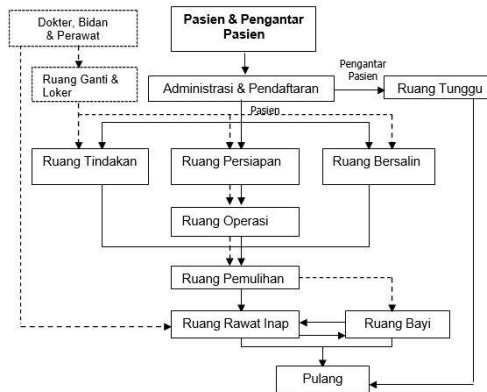 Dokter, Bidan
& Perawat
Pasien & Pengantar
Pasien
Ruang Ganti &
Loker
Administrasi & Pendaftaran
Pengantar
Pasien
Ruang Tunggu
Pasien
Ruang Tindakan
Ruang Persiapan
Ruang Bersalin
Ruang Operasi
Ruang Pemulihan
Ruang Rawat Inap
Ruang Bayi
Pulang